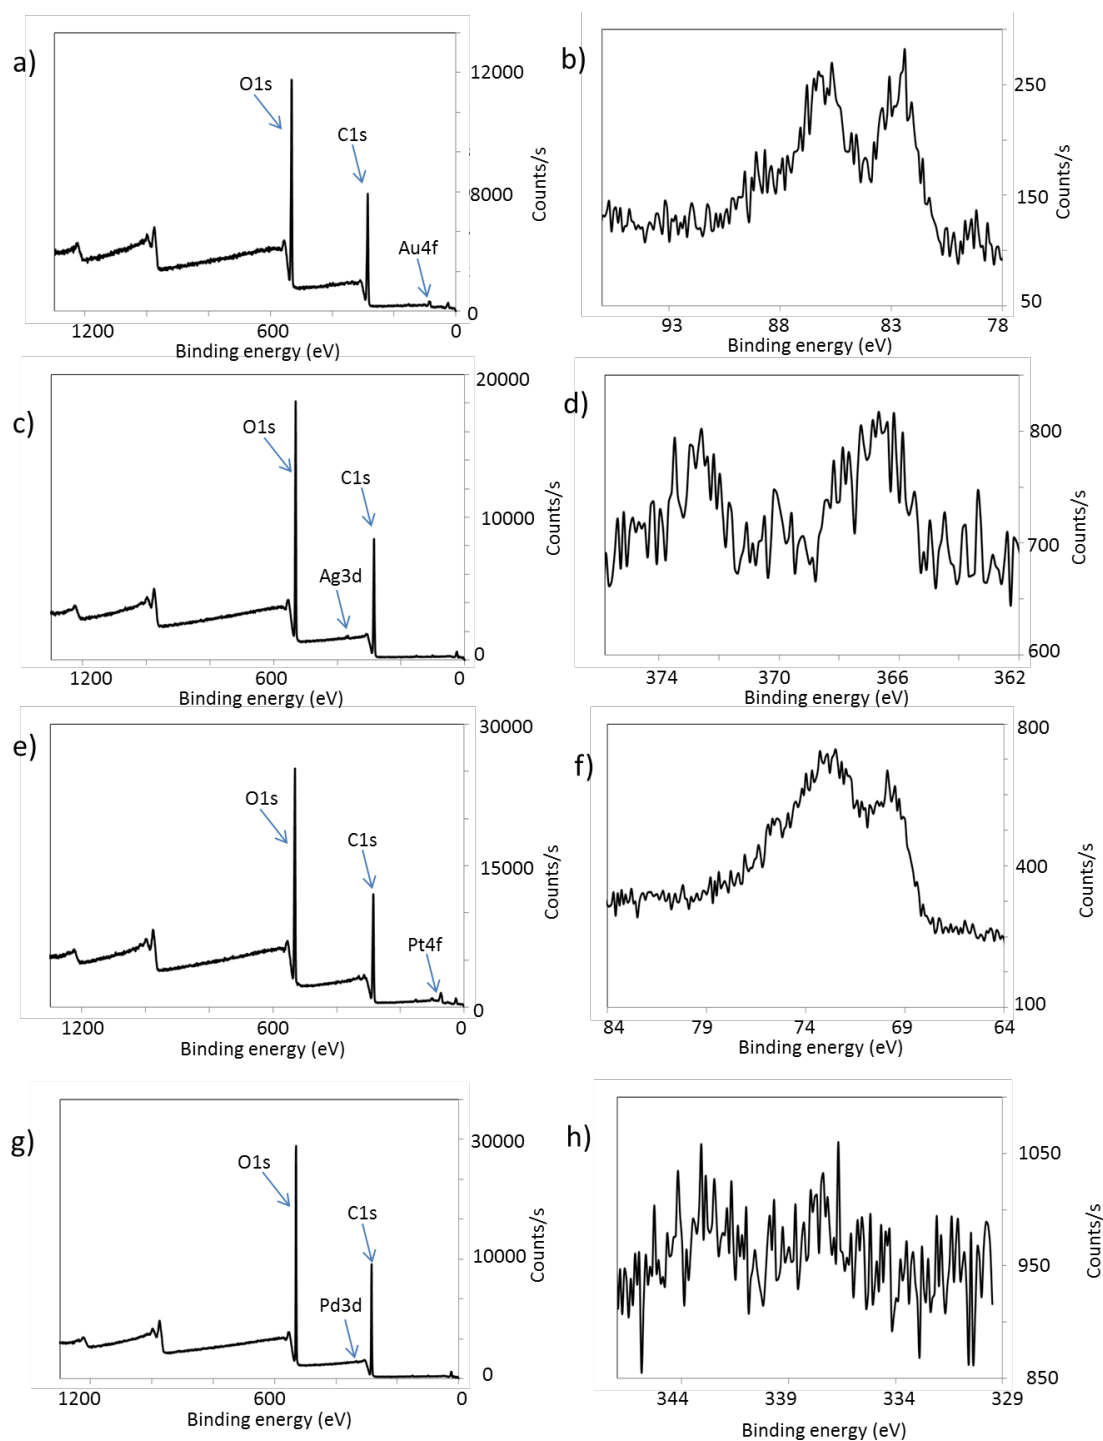 a)
O1s
C1s
Au4f
12000
8000
0
Counts/s
1200
600
0
Binding energy (eV)
b)
250
150
50
Counts/s
93
88
83
78
Binding energy (eV)
c)
O1s
C1s
Ag3d
20000
10000
0
Counts/s
1200
600
0
Binding energy (eV)
d)
800
700
600
Counts/s
374
370
366
362
Binding energy (eV)
e)
O1s
C1s
Pt4f
30000
15000
0
Counts/s
1200
600
0
Binding energy (eV)
f)
800
400
100
Counts/s
84
79
74
69
64
Binding energy (eV)
g)
O1s
C1s
Pd3d
30000
10000
0
Counts/s
1200
600
0
Binding energy (eV)
h)
1050
950
850
Counts/s
344
339
334
329
Binding energy (eV)